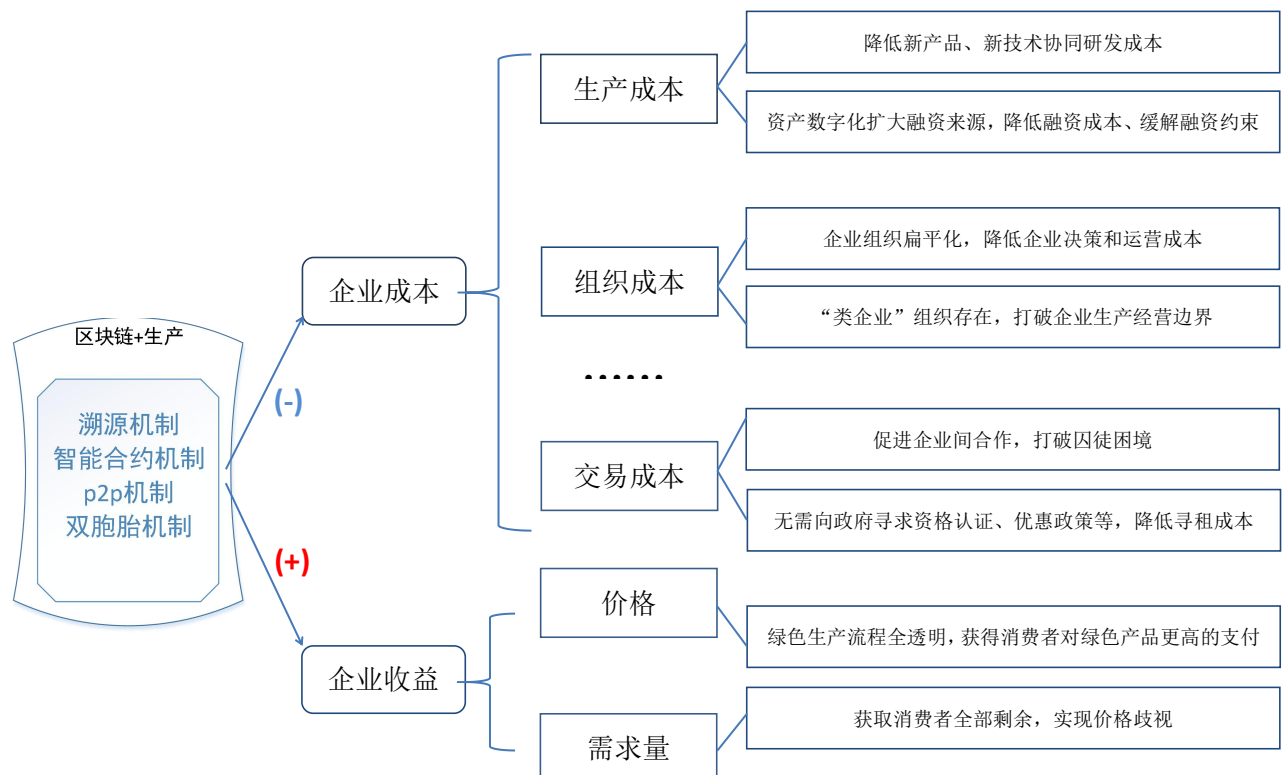 区块链+生产
溯源机制
智能合约机制
p2p机制
双胞胎机制
(-)
(+)
企业成本
生产成本
降低新产品、新技术协同研发成本
资产数字化扩大融资来源，降低融资成本、缓解融资约束
组织成本
企业组织扁平化，降低企业决策和运营成本
“类企业”组织存在，打破企业生产经营边界
······
交易成本
促进企业间合作，打破囚徒困境
无需向政府寻求资格认证、优惠政策等，降低寻租成本
企业收益
价格
绿色生产流程全透明，获得消费者对绿色产品更高的支付
需求量
获取消费者全部剩余，实现价格歧视